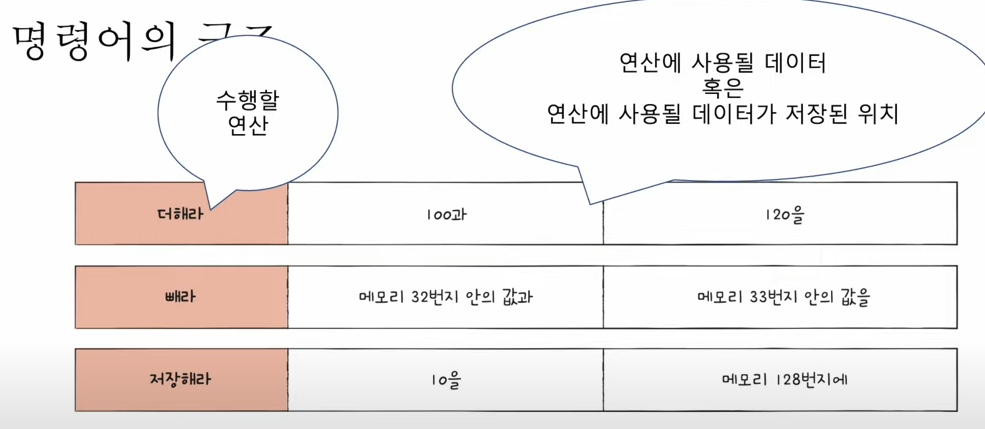 명령어의 구조
수행할
연산
연산에 사용될 데이터
혹은
연산에 사용될 데이터가 저장된 위치
더해라 100과 120을
빼라 메모리 32번지 안의 값과 메모리 33번지 안의 값을
저장해라 10을 메모리 128번지에